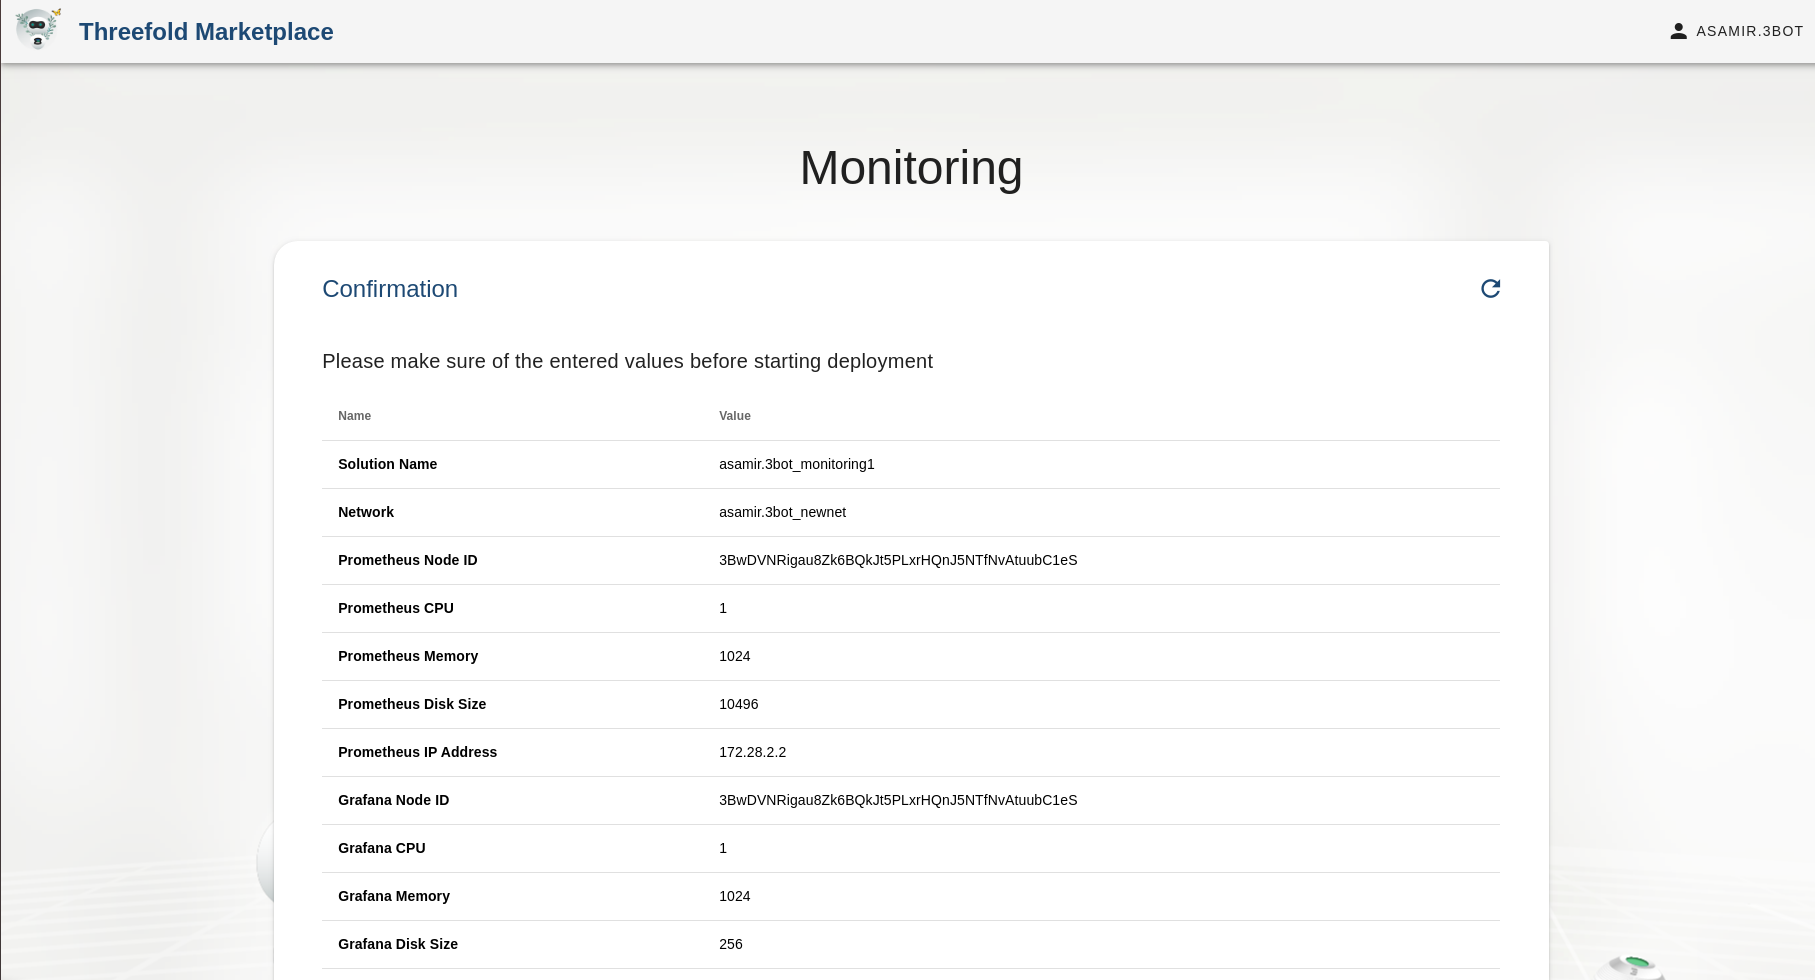 Threefold Marketplace
ASAMIR.3BOT
Monitoring
Confirmation
Please make sure of the entered values before starting deployment
Name Value
Solution Name asamir.3bot_monitoring1
Network asamir.3bot_newnet
Prometheus Node ID 3BwDVNRigau8Zk6BQkJt5PLxrHQnJ5NTfNvAtuubC1eS
Prometheus CPU 1
Prometheus Memory 1024
Prometheus Disk Size 10496
Prometheus IP Address 172.28.2.2
Grafana Node ID 3BwDVNRigau8Zk6BQkJt5PLxrHQnJ5NTfNvAtuubC1eS
Grafana CPU 1
Grafana Memory 1024
Grafana Disk Size 256